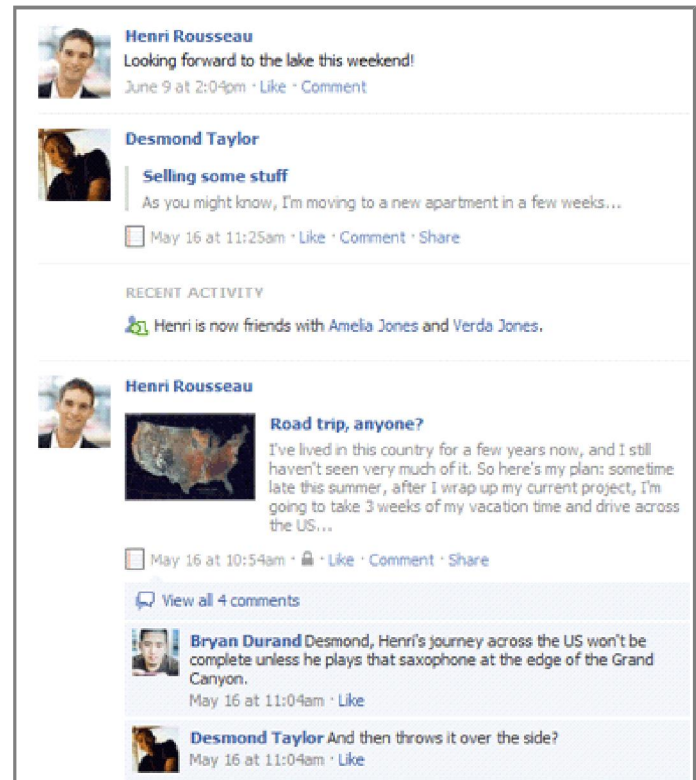 Henri Rousseau
Looking forward to the lake this weekend!
June 9 at 2:04pm · Like · Comment
Desmond Taylor
Selling some stuff
As you might know, I'm moving to a new apartment in a few weeks...
May 16 at 11:25am · Like · Comment · Share
RECENT ACTIVITY
Henri is now friends with Amelia Jones and Verda Jones.
Henri Rousseau
Road trip, anyone?
I've lived in this country for a few years now, and I still
haven't seen very much of it. So here's my plan: sometime
late this summer, after I wrap up my current project, I'm
going to take 3 weeks of my vacation time and drive across
the US...
May 16 at 10:54am · Like · Comment · Share
View all 4 comments
Bryan Durand Desmond, Henri's journey across the US won't be
complete unless he plays that saxophone at the edge of the Grand
Canyon.
May 16 at 11:04am · Like
Desmond Taylor And then throws it over the side?
May 16 at 11:04am · Like